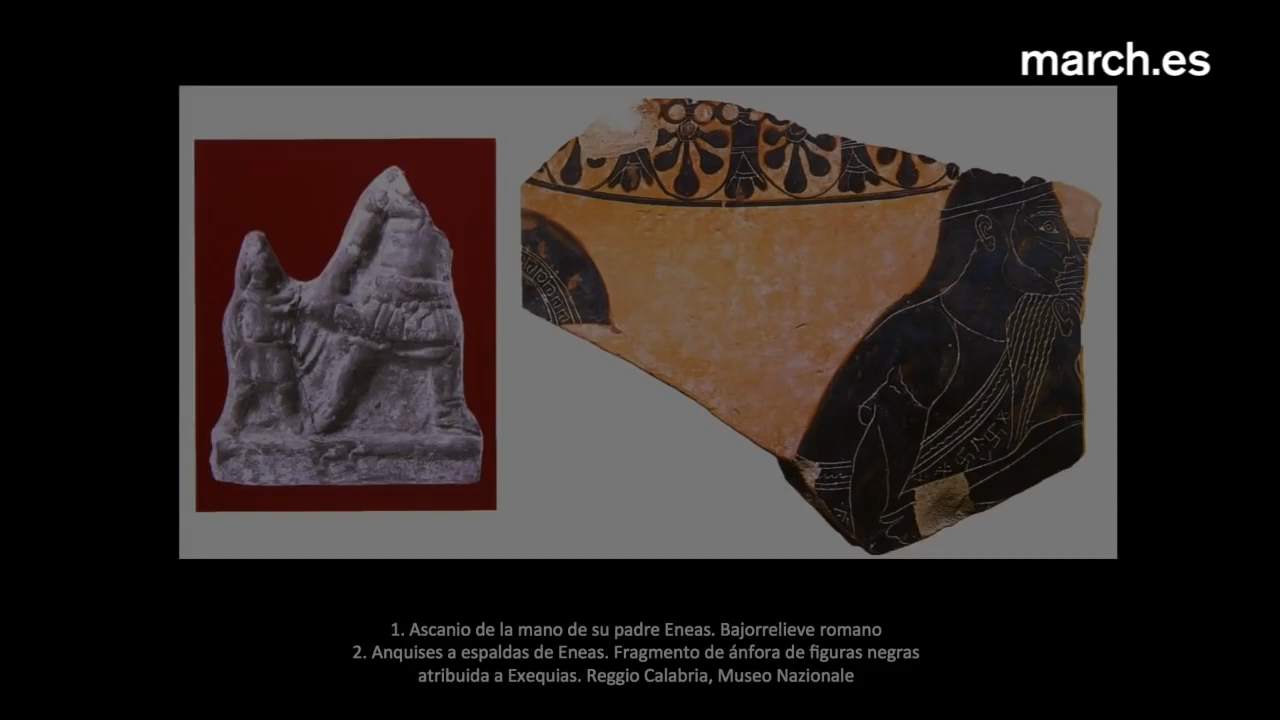 march.es
1. Ascanio de la mano de su padre Eneas. Bajorrelieve romano
2. Anquises a espaldas de Eneas. Fragmento de ánfora de figuras negras
atribuida a Exequias. Reggio Calabria, Museo Nazionale